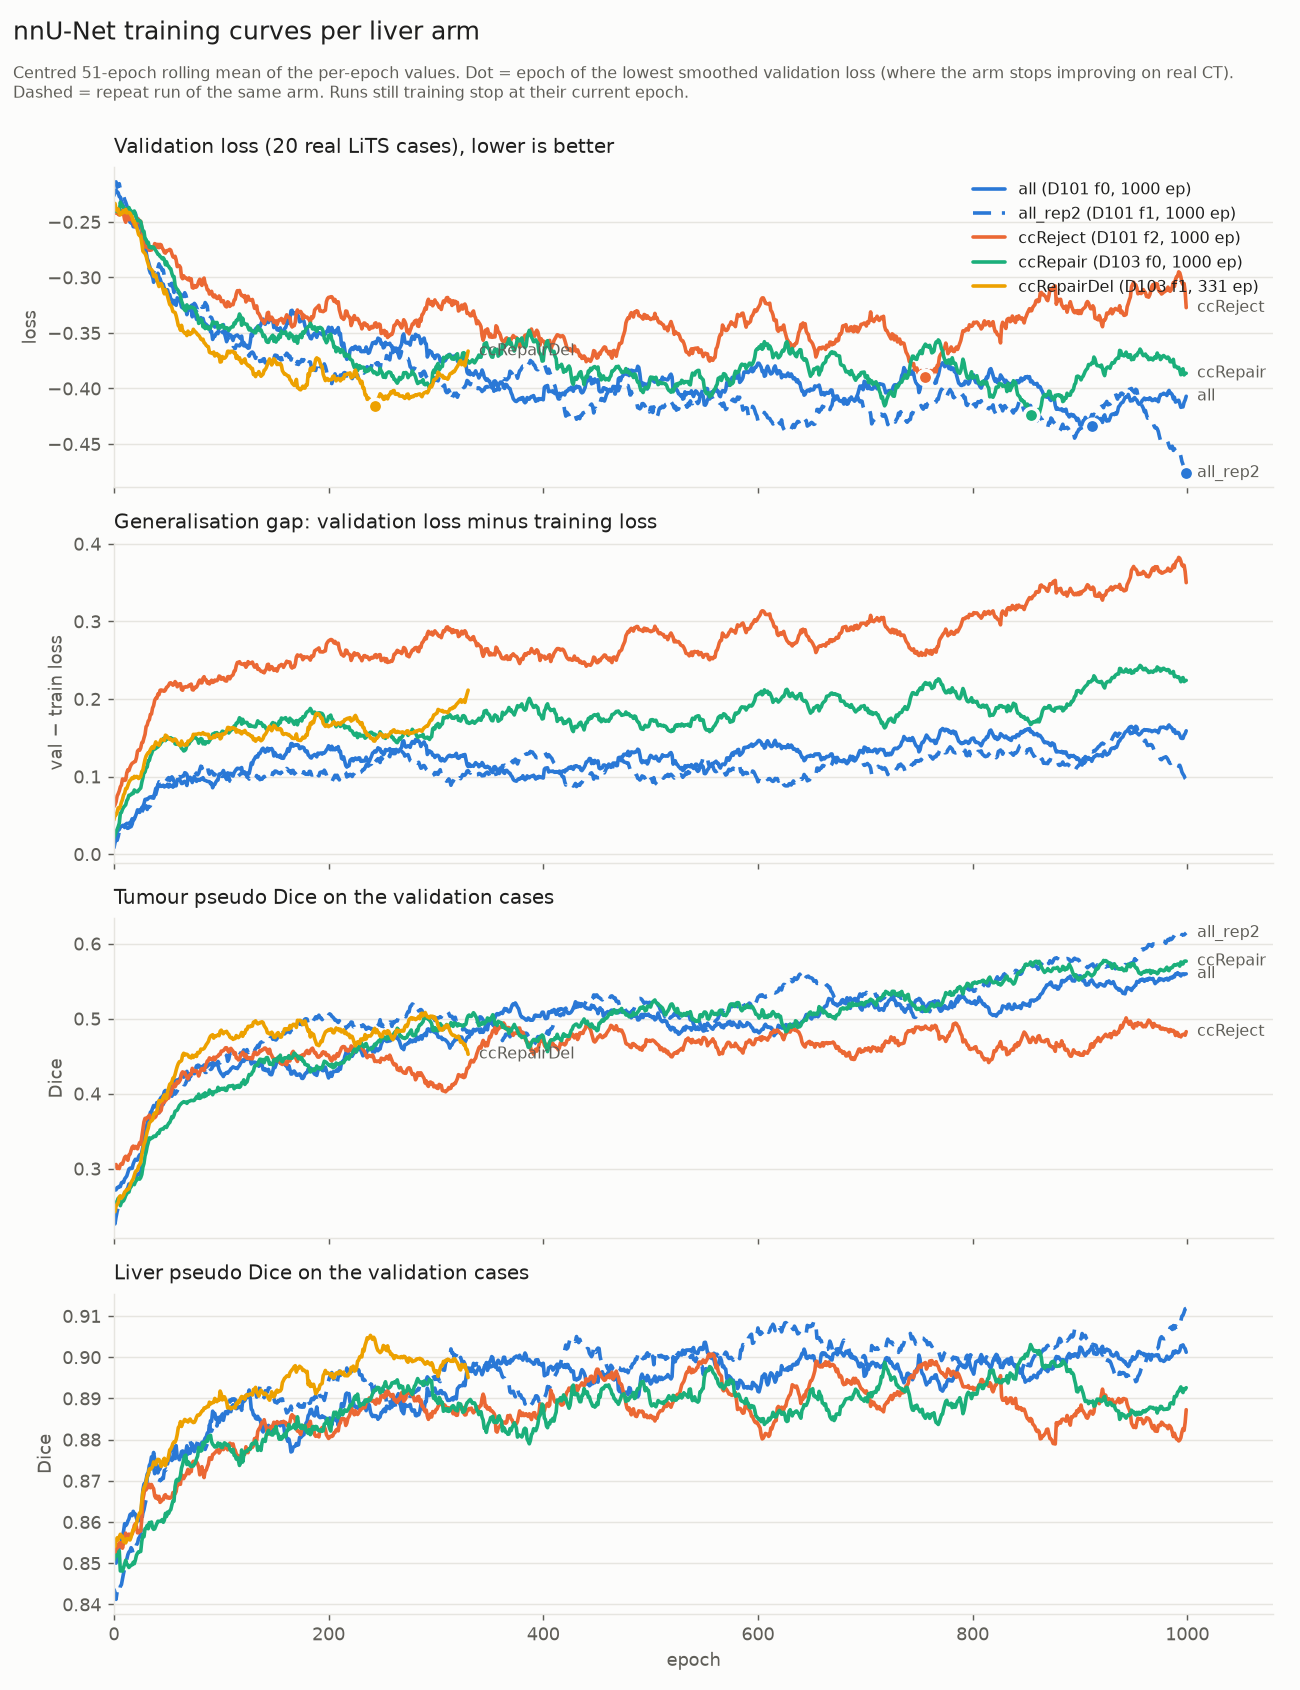 nnU-Net training curves per liver arm
Centred 51-epoch rolling mean of the per-epoch values. Dot = epoch of the lowest smoothed validation loss (where the arm stops improving on real CT).
Dashed = repeat run of the same arm. Runs still training stop at their current epoch.
Validation loss (20 real LiTS cases), lower is better
all (D101 f0, 1000 ep)
all_rep2 (D101 f1, 1000 ep)
ccReject (D101 f2, 1000 ep)
ccRepair (D103 f0, 1000 ep)
ccRepairDel (D103 f1, 331 ep)
−0.25
−0.30
−0.35
−0.40
−0.45
loss
ccReject
ccRepairDel
ccRepair
all
all_rep2
Generalisation gap: validation loss minus training loss
0.4
0.3
0.2
0.1
0.0
val − train loss
Tumour pseudo Dice on the validation cases
0.6
0.5
0.4
0.3
Dice
all_rep2
ccRepair
all
ccReject
ccRepairDel
Liver pseudo Dice on the validation cases
0.91
0.90
0.89
0.88
0.87
0.86
0.85
0.84
Dice
0 200 400 600 800 1000
epoch